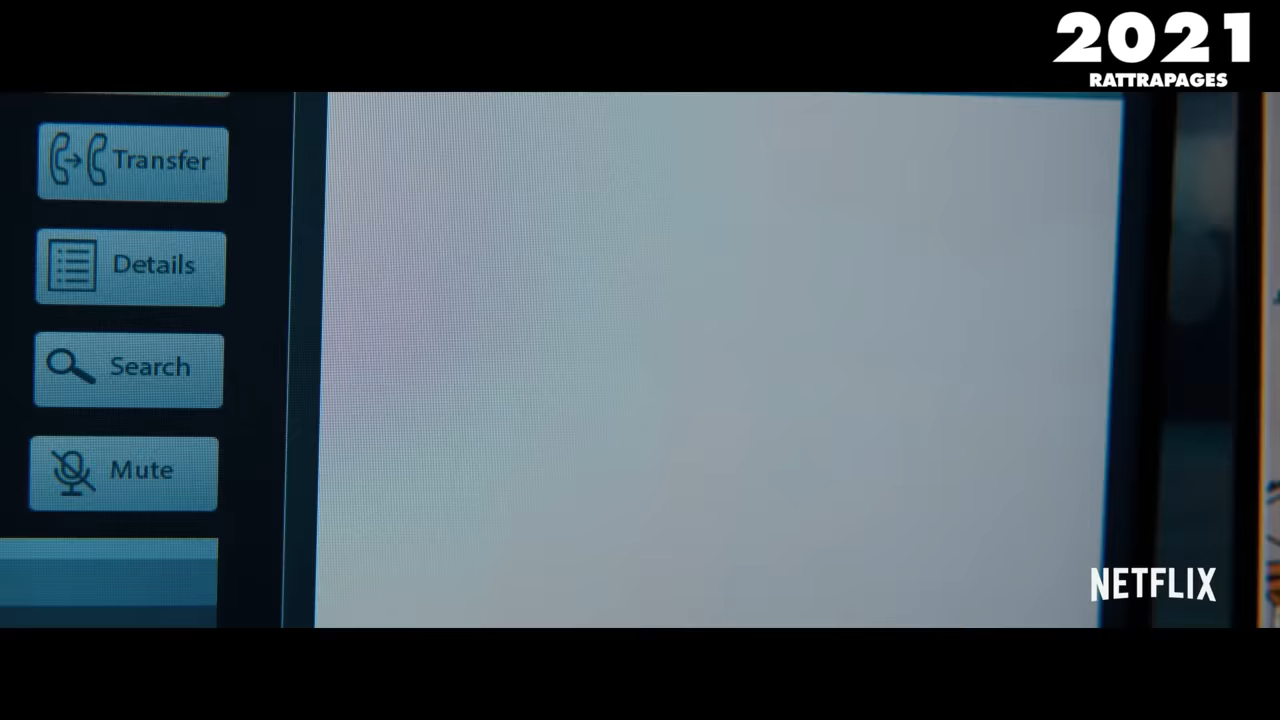 2021
RATTRAPAGES
Transfer
Details
Search
Mute
NETFLIX